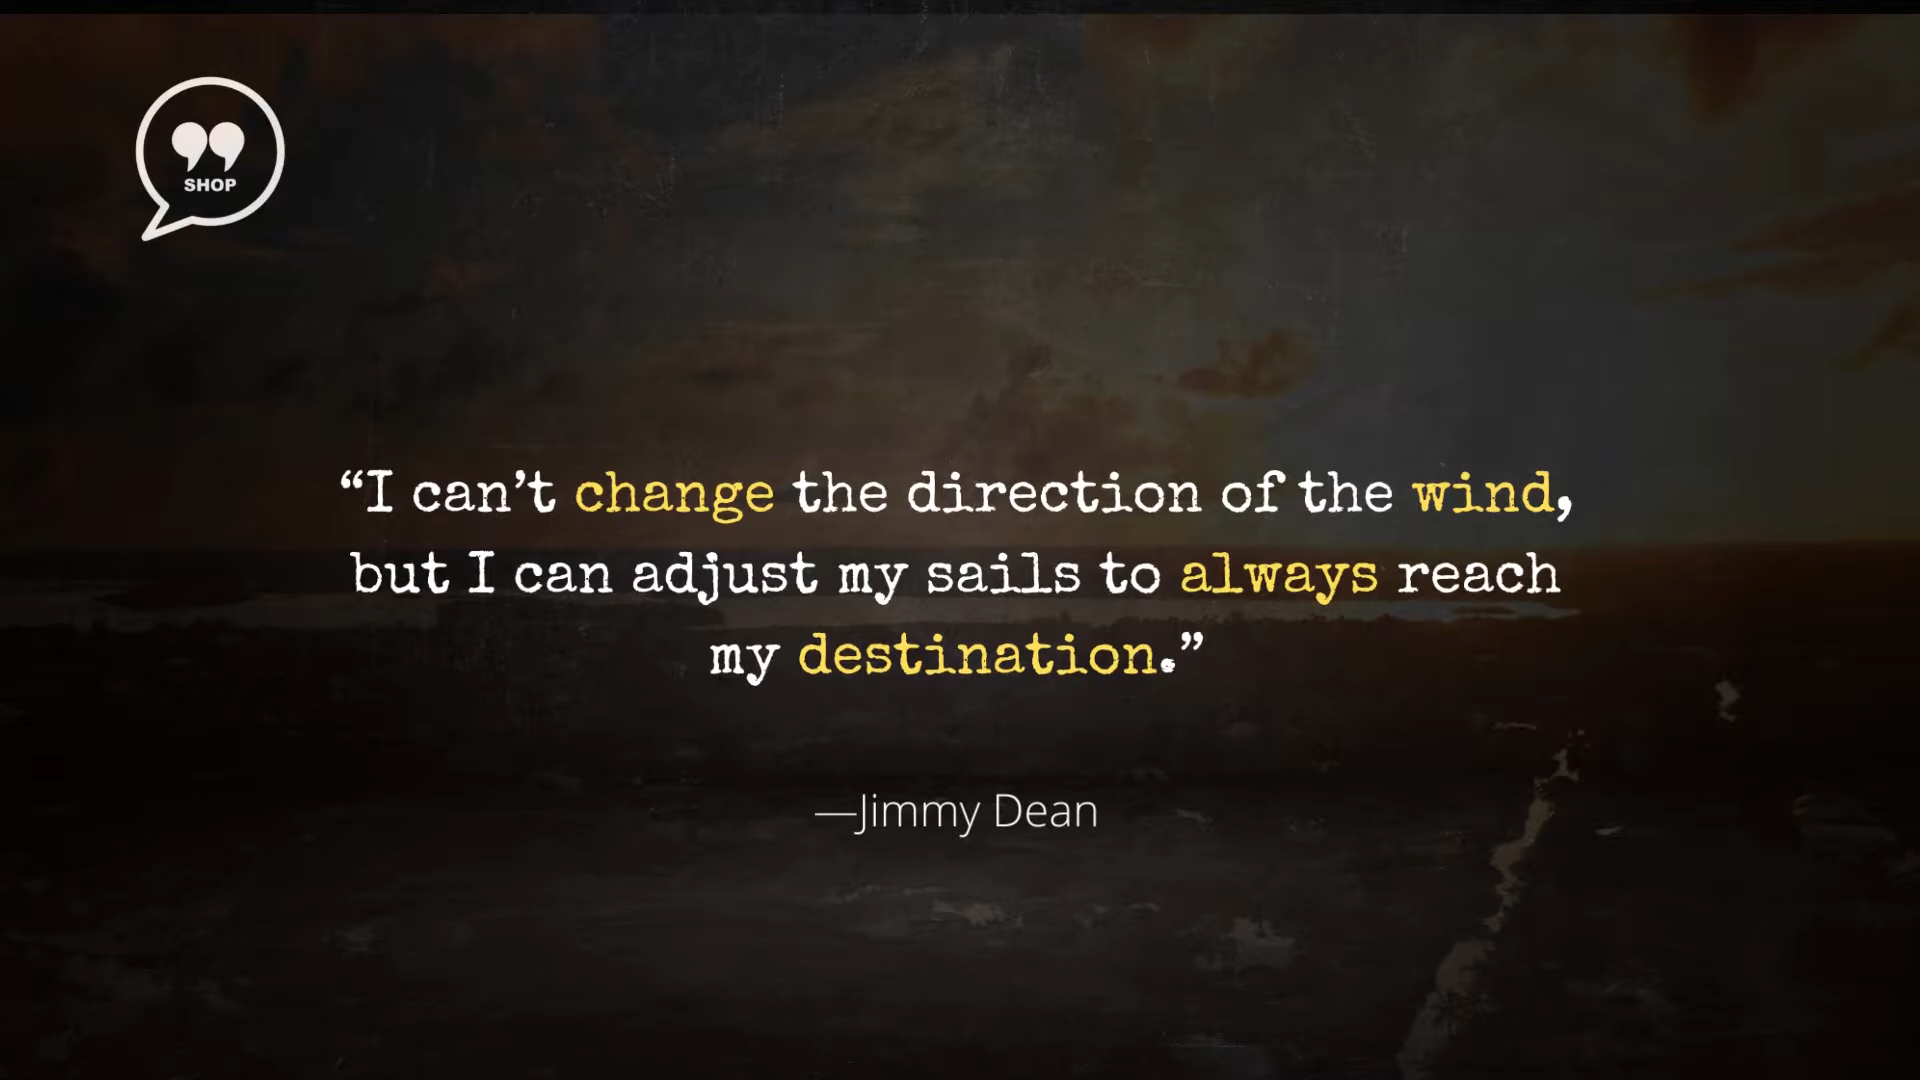 SHOP
“I can’t change the direction of the wind,
but I can adjust my sails to always reach
my destination.”
—Jimmy Dean